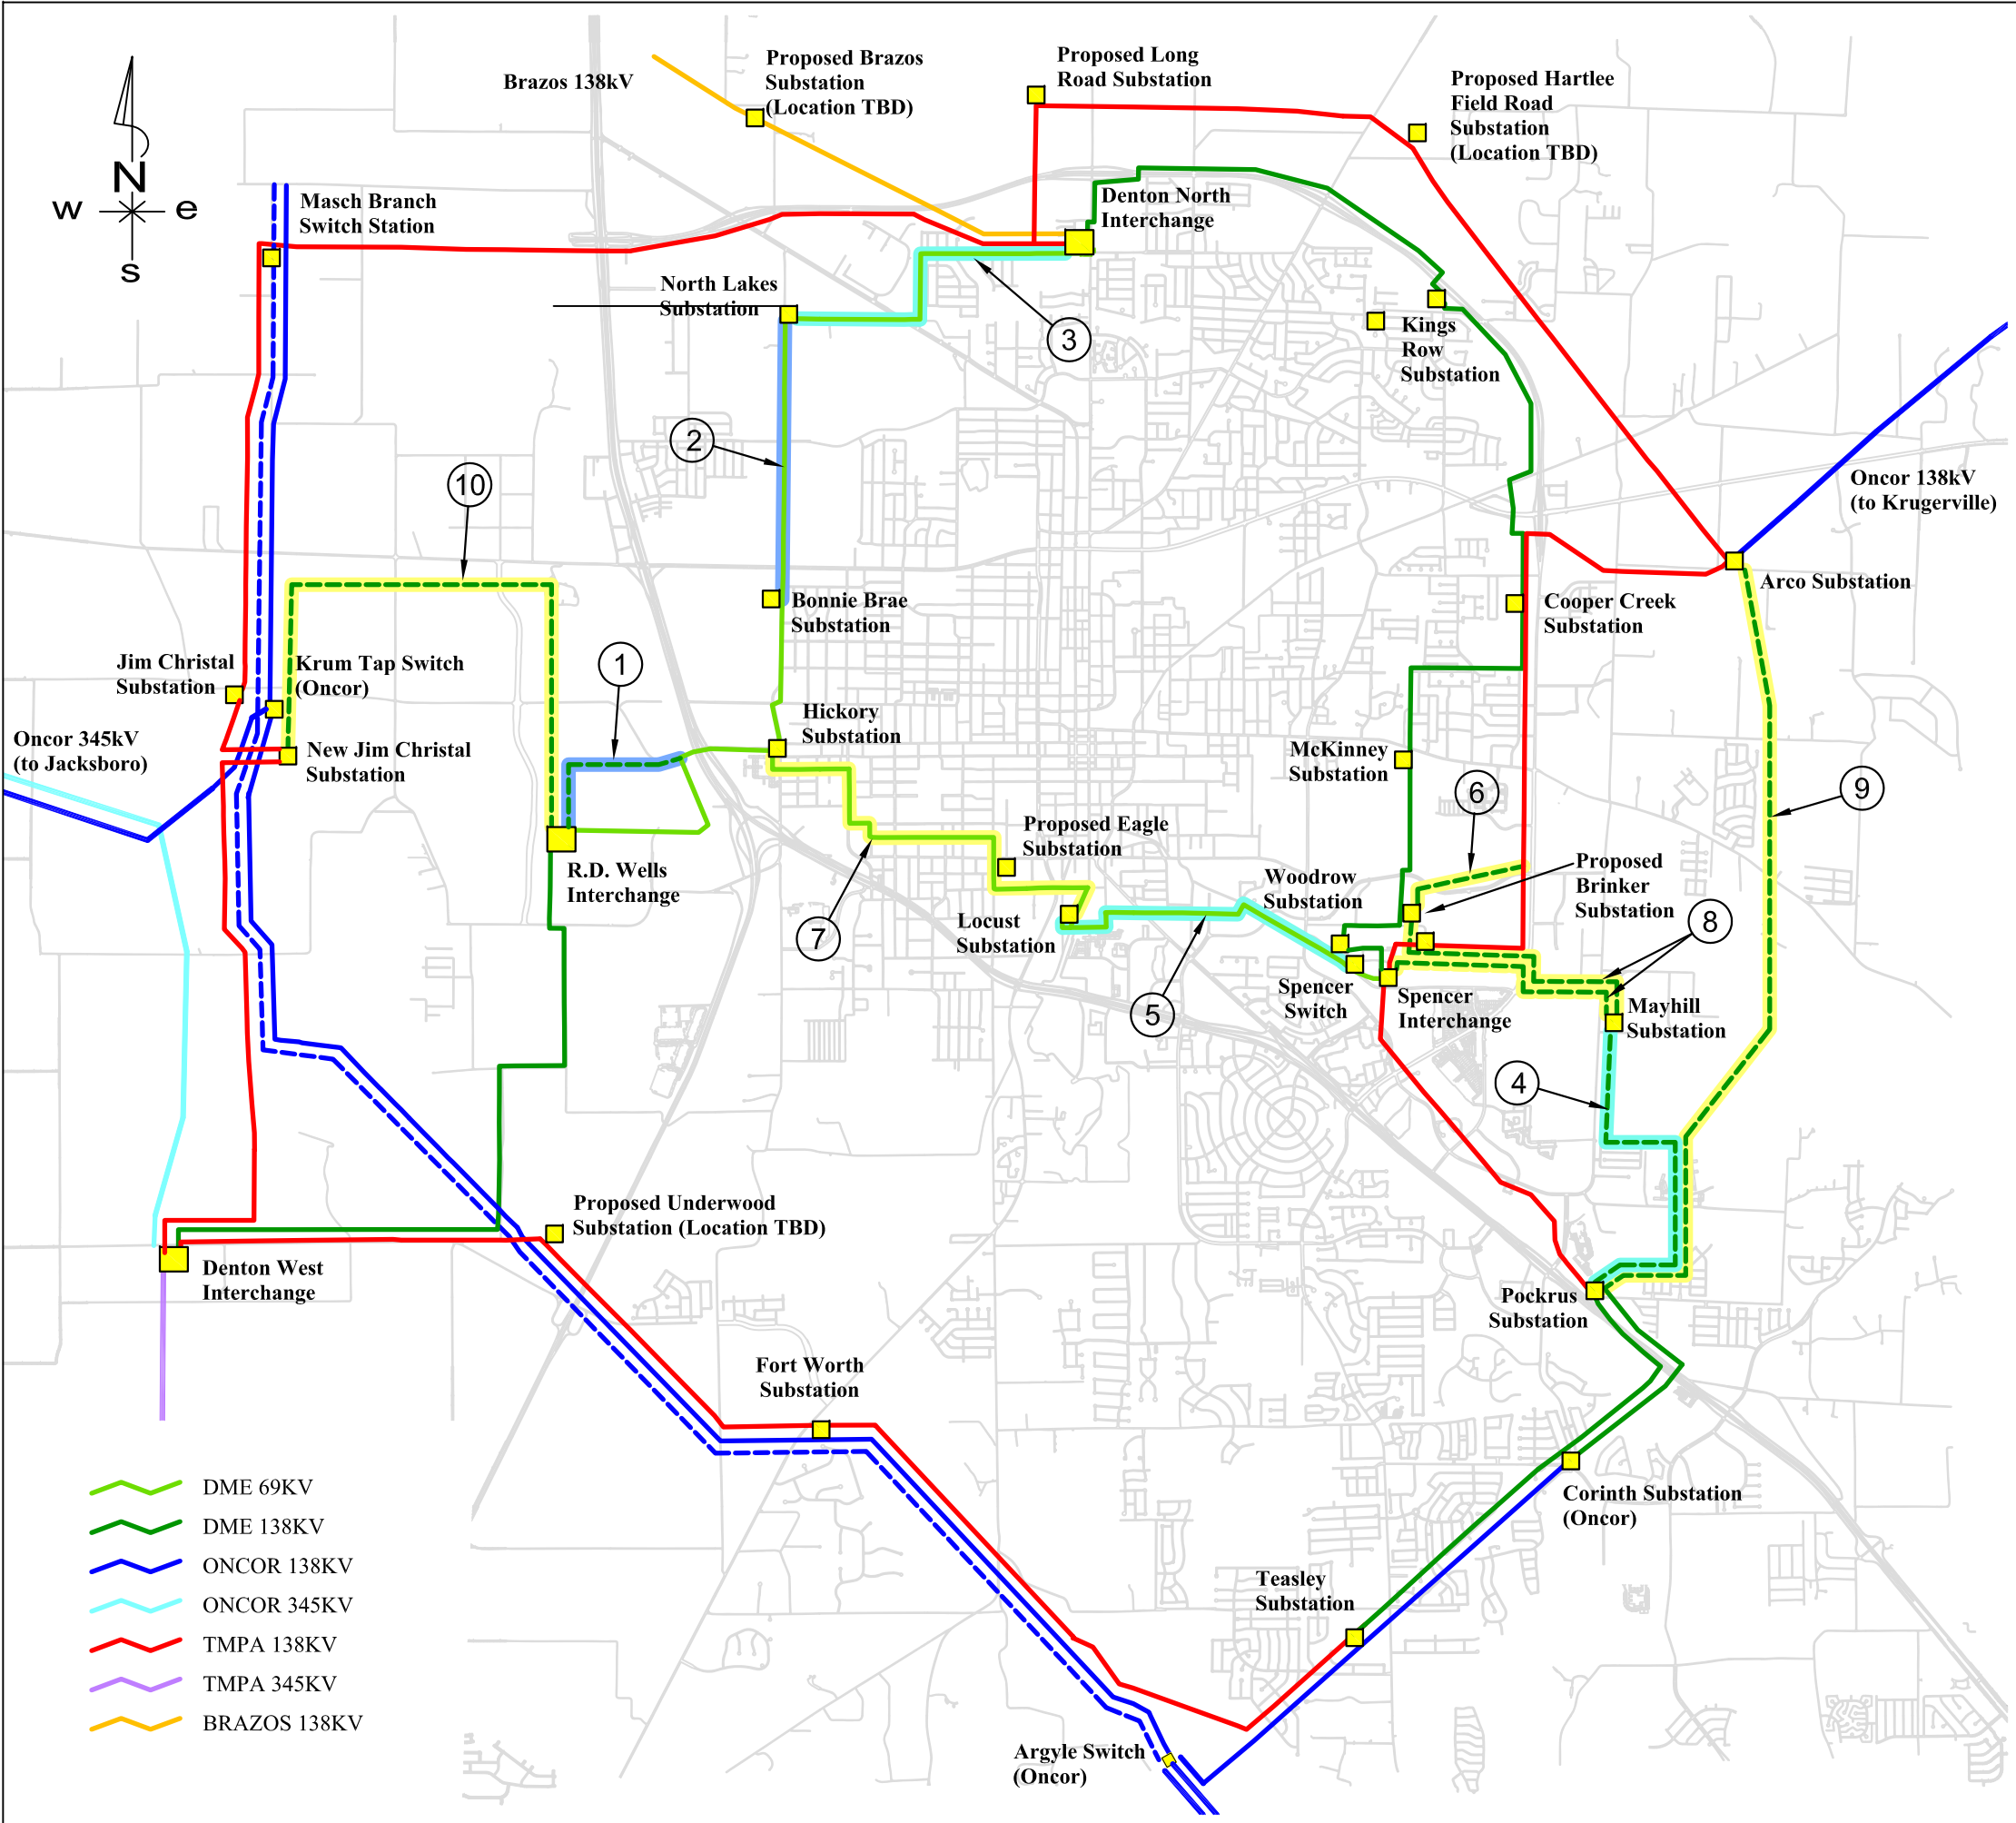 Brazos 138kV
Proposed Brazos
Substation
(Location TBD)
Proposed Long
Road Substation
Proposed Hartlee
Field Road
Substation
(Location TBD)
N
w
e
s
Masch Branch
Switch Station
Denton North
Interchange
North Lakes
Substation
3
Kings
Row
Substation
2
10
Oncor 138kV
(to Krugerville)
Arco Substation
Bonnie Brae
Substation
Cooper Creek
Substation
Jim Christal
Substation
Krum Tap Switch
(Oncor)
1
Hickory
Substation
Oncor 345kV
(to Jacksboro)
New Jim Christal
Substation
McKinney
Substation
6
9
Proposed Eagle
Substation
R.D. Wells
Interchange
Woodrow
Substation
Proposed
Brinker
Substation
7
Locust
Substation
8
Spencer
Switch
Spencer
Interchange
5
Mayhill
Substation
4
Proposed Underwood
Substation (Location TBD)
Denton West
Interchange
Pockrus
Substation
Fort Worth
Substation
Corinth Substation
(Oncor)
Teasley
Substation
Argyle Switch
(Oncor)
DME 69KV
DME 138KV
ONCOR 138KV
ONCOR 345KV
TMPA 138KV
TMPA 345KV
BRAZOS 138KV